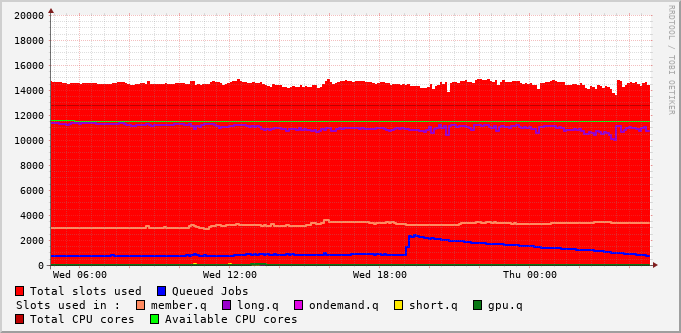 RRDTOOL / TOBI OETIKER
20000
18000
16000
14000
12000
10000
8000
6000
4000
2000
0
Wed 06:00 Wed 12:00 Wed 18:00 Thu 00:00
Total slots used Queued Jobs
Slots used in : member.q long.q ondemand.q short.q gpu.q
Total CPU cores Available CPU cores